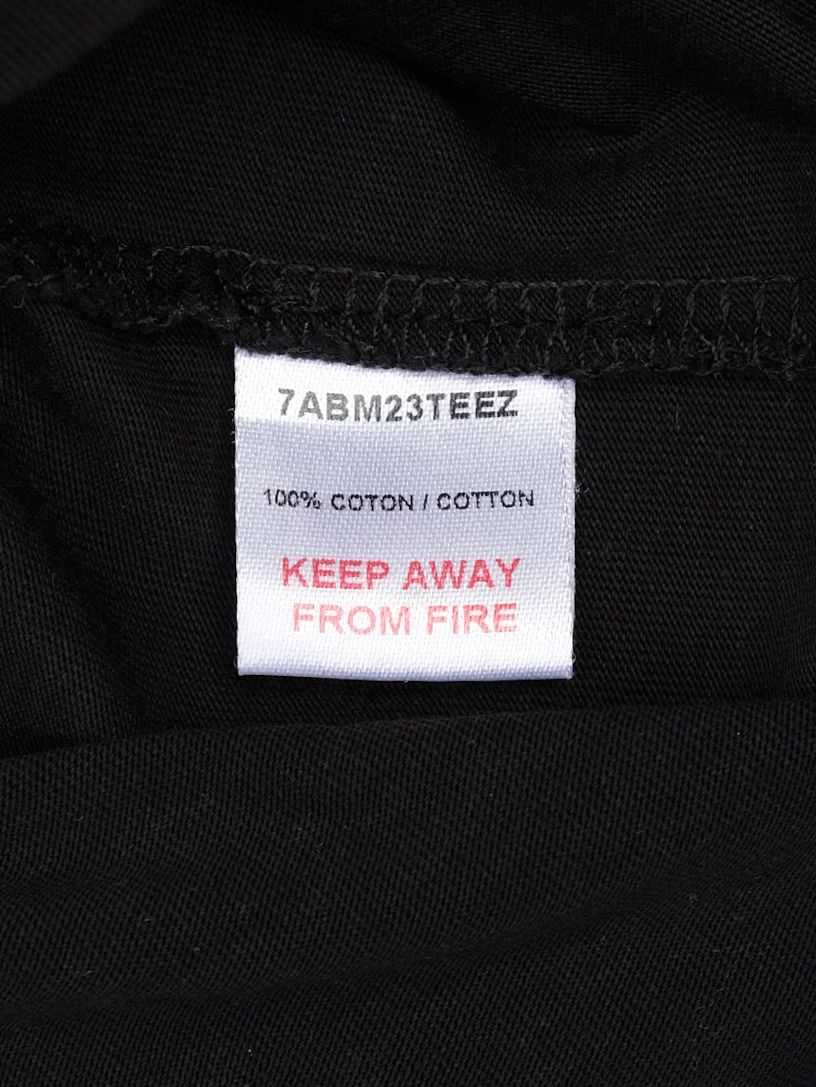 7ABM23TEEZ
100% COTON / COTTON
KEEP AWAY
FROM FIRE